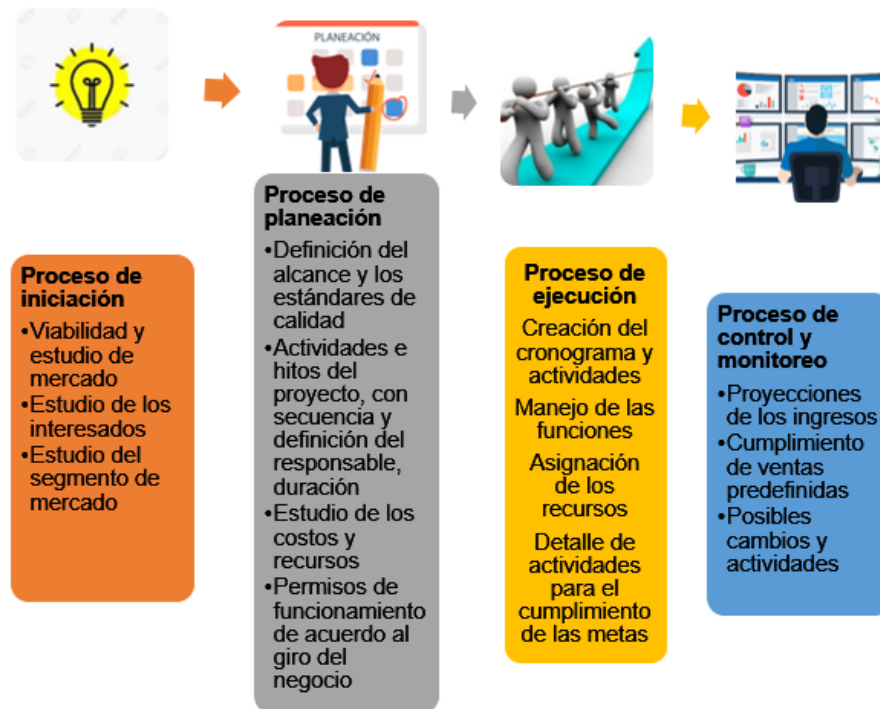 PLANEACIÓN
Proceso de
iniciación
•Viabilidad y
estudio de
mercado
•Estudio de los
interesados
•Estudio del
segmento de
mercado
Proceso de
planeación
•Definición del
alcance y los
estándares de
calidad
•Actividades e
hitos del
proyecto, con
secuencia y
definición del
responsable,
duración
•Estudio de los
costos y
recursos
•Permisos de
funcionamiento
de acuerdo al
giro del
negocio
Proceso de
ejecución
Creación del
cronograma y
actividades
Manejo de las
funciones
Asignación
de los
recursos
Detalle de
actividades
para el
cumplimiento
de las metas
Proceso de
control y
monitoreo
•Proyecciones
de los ingresos
•Cumplimiento
de ventas
predefinidas
•Posibles
cambios y
actividades